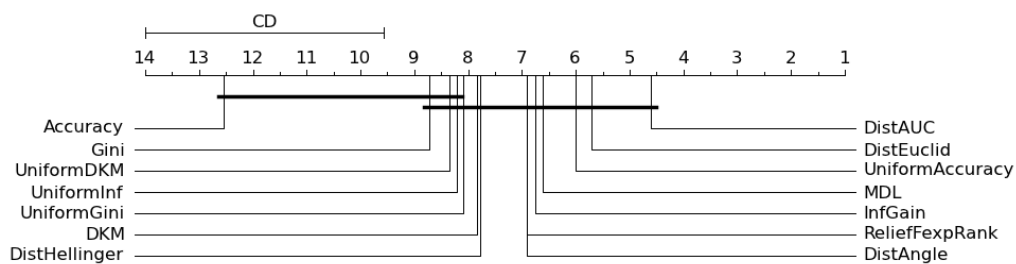 CD
14 13 12 11 10 9 8 7 6 5 4 3 2 1
Accuracy DistAUC
Gini DistEuclid
UniformDKM UniformAccuracy
UniformInf MDL
UniformGini InfGain
DKM ReliefFexpRank
DistHellinger DistAngle